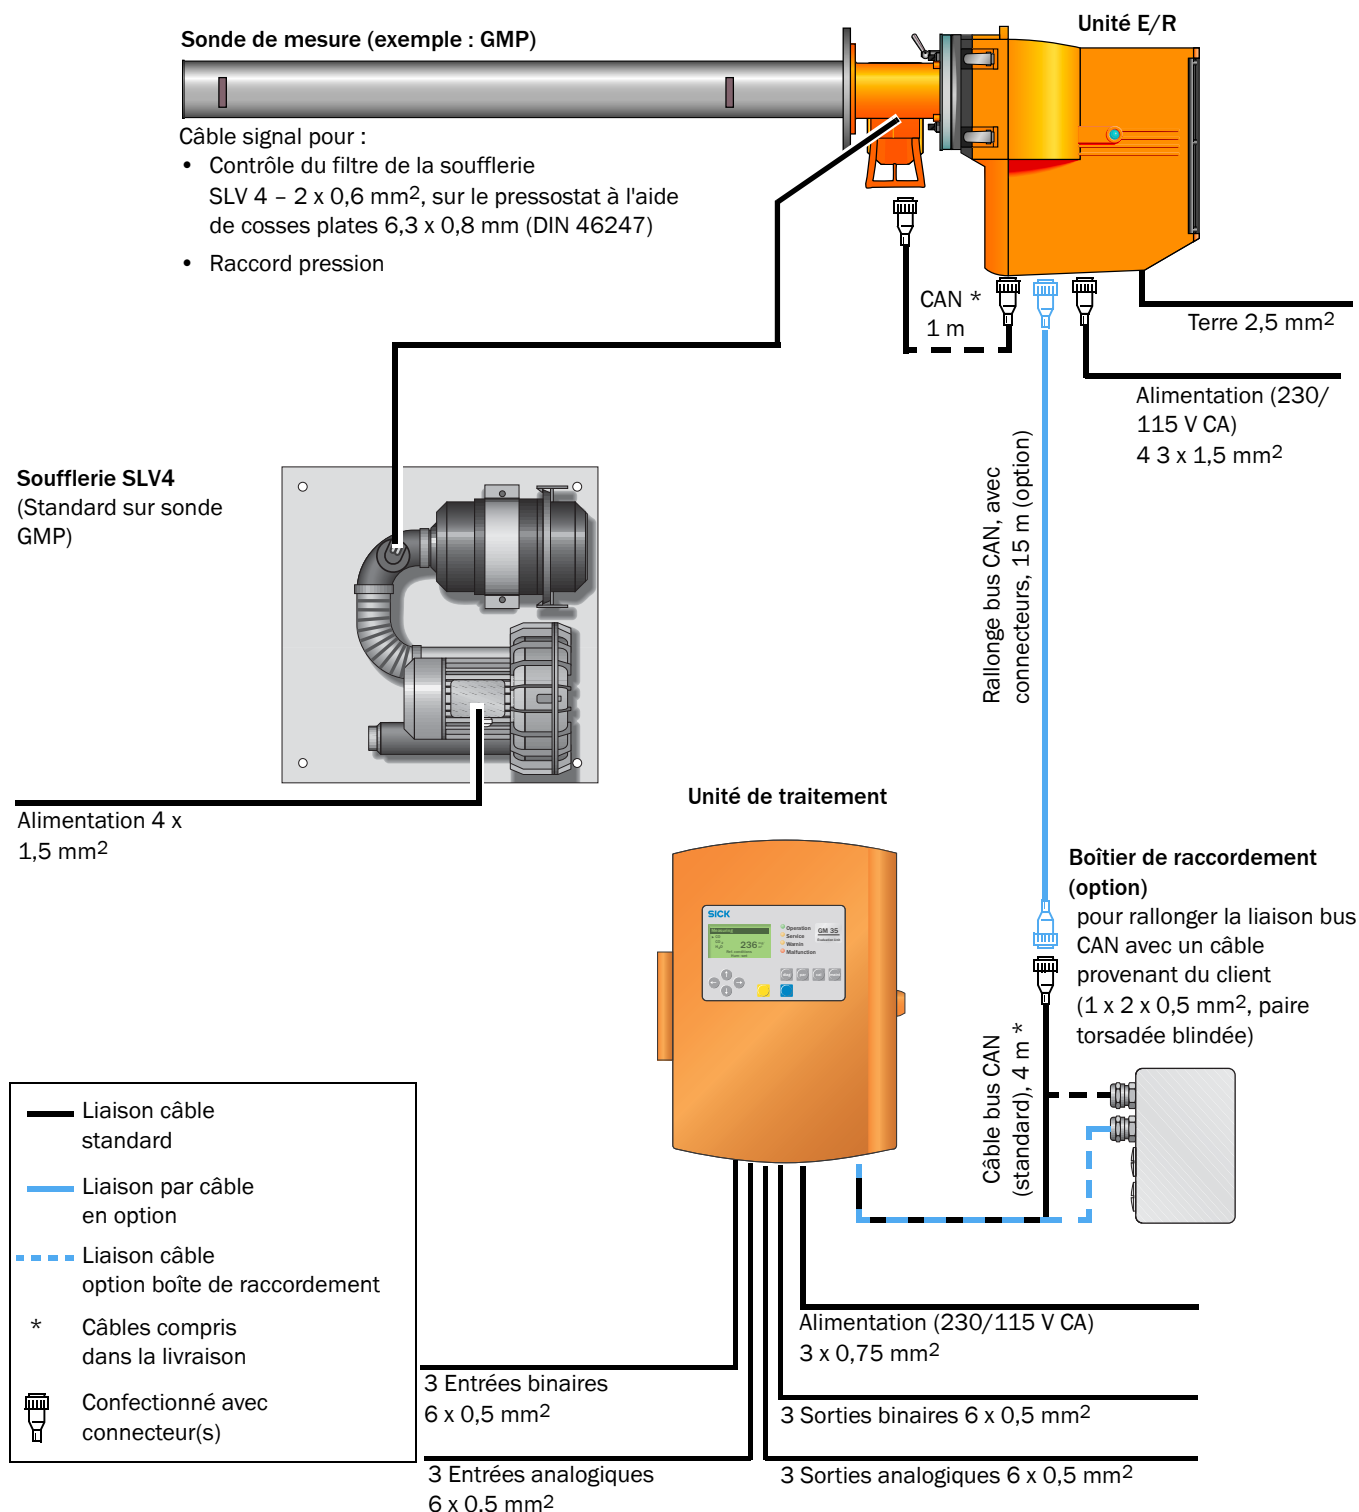 Unité E/R
Sonde de mesure (exemple : GMP)
Câble signal pour :
• Contrôle du filtre de la soufflerie
SLV 4 – 2 x 0,6 mm2, sur le pressostat à l'aide
de cosses plates 6,3 x 0,8 mm (DIN 46247)
• Raccord pression
CAN *
1 m
Terre 2,5 mm2
Alimentation (230/
115 V CA)
4 3 x 1,5 mm2
Rallonge bus CAN, avec
connecteurs, 15 m (option)
Soufflerie SLV4
(Standard sur sonde
GMP)
Alimentation 4 x
1,5 mm2
Unité de traitement
SICK
Measuring
Operation
Service
Warnin
Malfunction
GM 35
236
Boîtier de raccordement
(option)
pour rallonger la liaison bus
CAN avec un câble
provenant du client
(1 x 2 x 0,5 mm2, paire
torsadée blindée)
Câble bus CAN
(standard), 4 m *
Liaison câble
standard
Liaison par câble
en option
Liaison câble
option boîte de raccordement
* Câbles compris
dans la livraison
Confectionné avec
connecteur(s)
Alimentation (230/115 V CA)
3 x 0,75 mm2
3 Entrées binaires
6 x 0,5 mm2
3 Sorties binaires 6 x 0,5 mm2
3 Entrées analogiques
6 x 0,5 mm2
3 Sorties analogiques 6 x 0,5 mm2